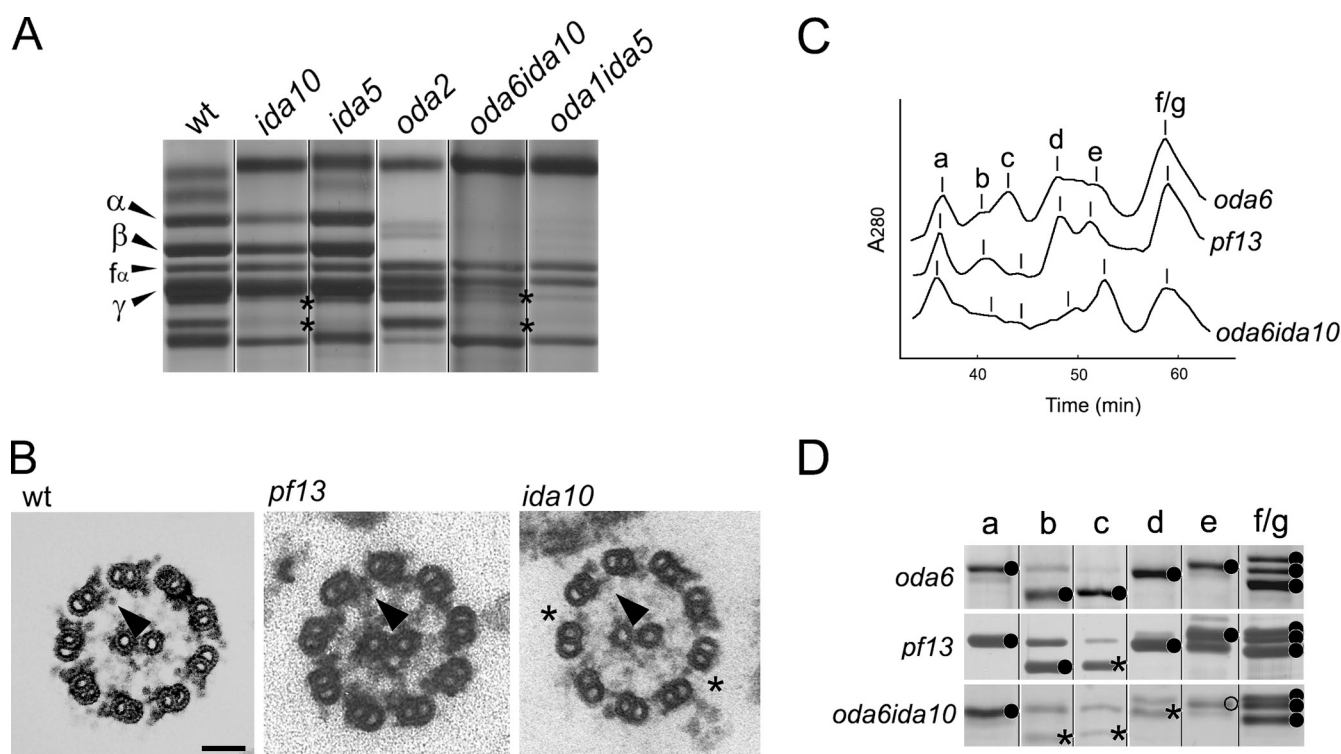 A
wt
ida10
ida5
oda2
oda6ida10
oda1ida5
α
β
fα
γ
*
*
*
*
B
wt
pf13
ida10
*
*
C
A280
a
b
c
d
e
f/g
oda6
pf13
oda6ida10
40
50
60
Time (min)
D
a b c d e f/g
oda6
pf13
*
oda6ida10
* * *